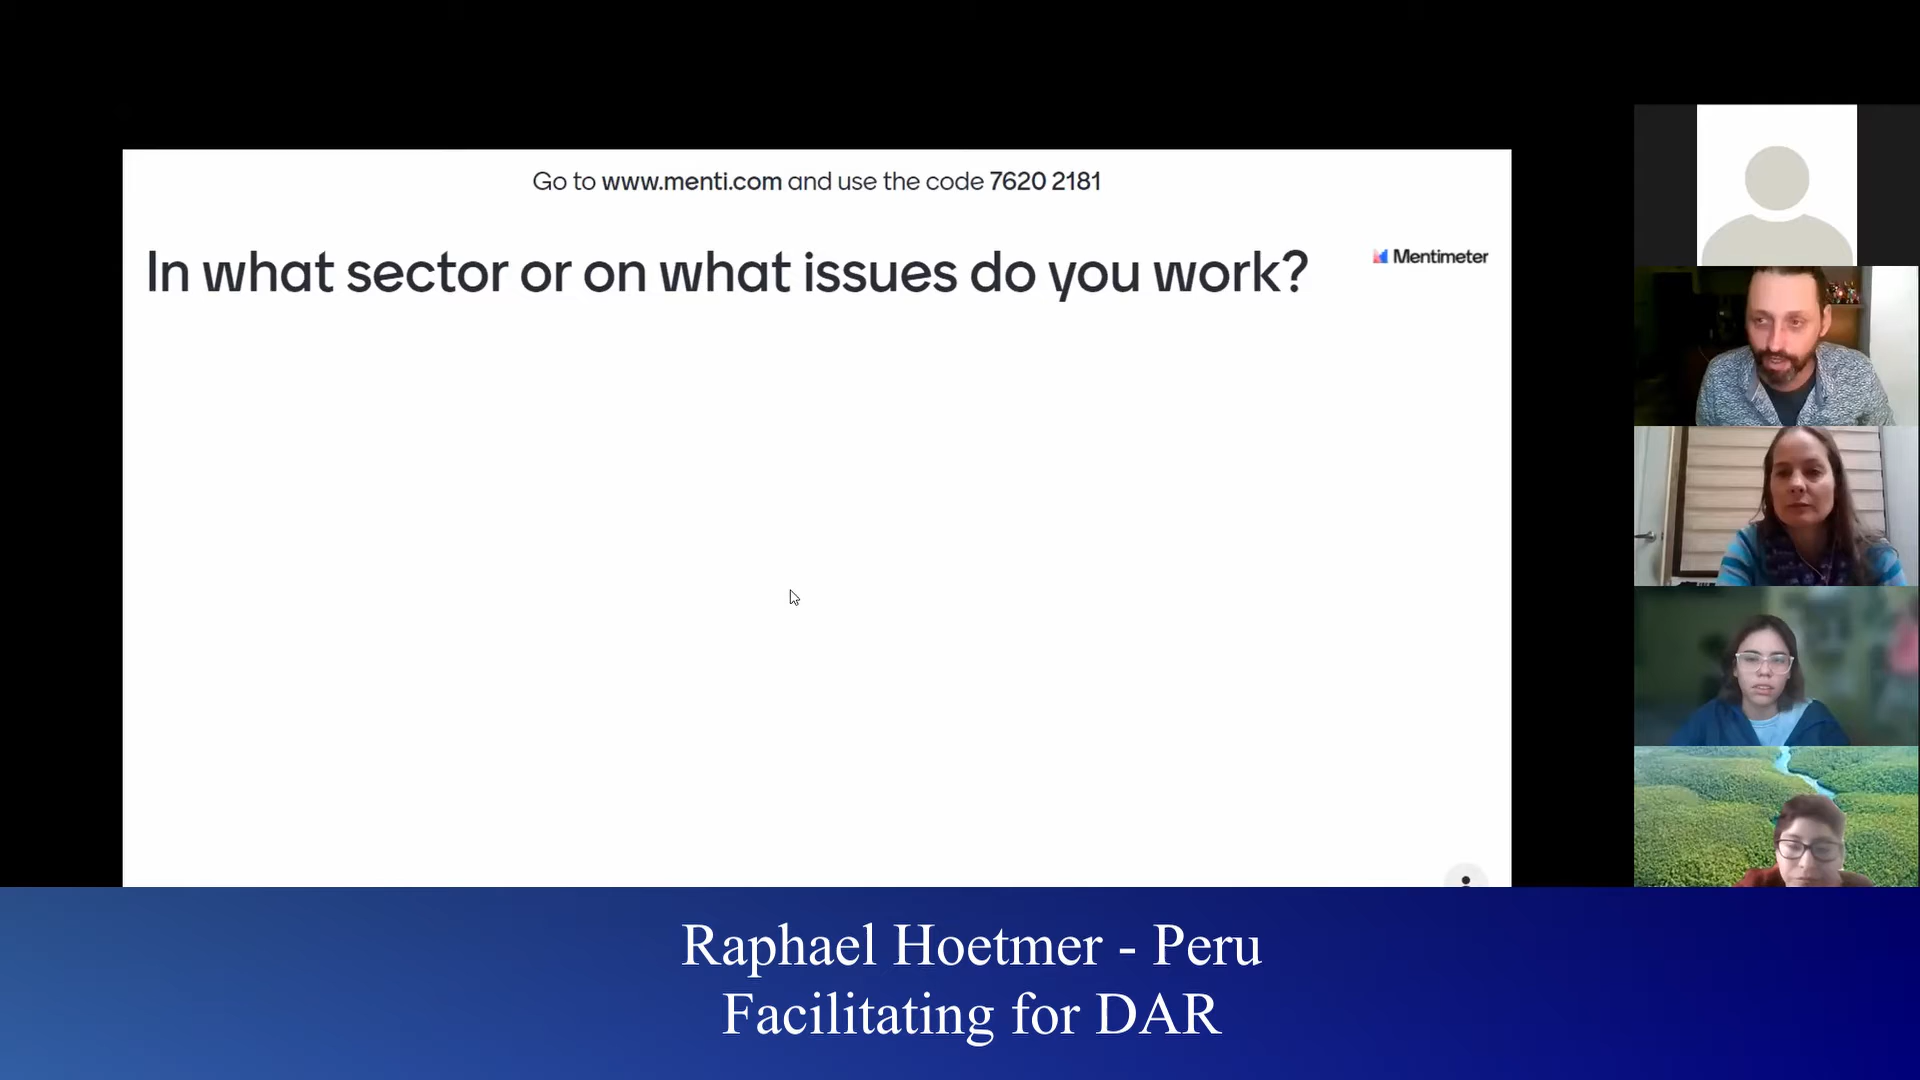 Go to www.menti.com and use the code 7620 2181
In what sector or on what issues do you work?
Mentimeter
Raphael Hoetmer - Peru
Facilitating for DAR